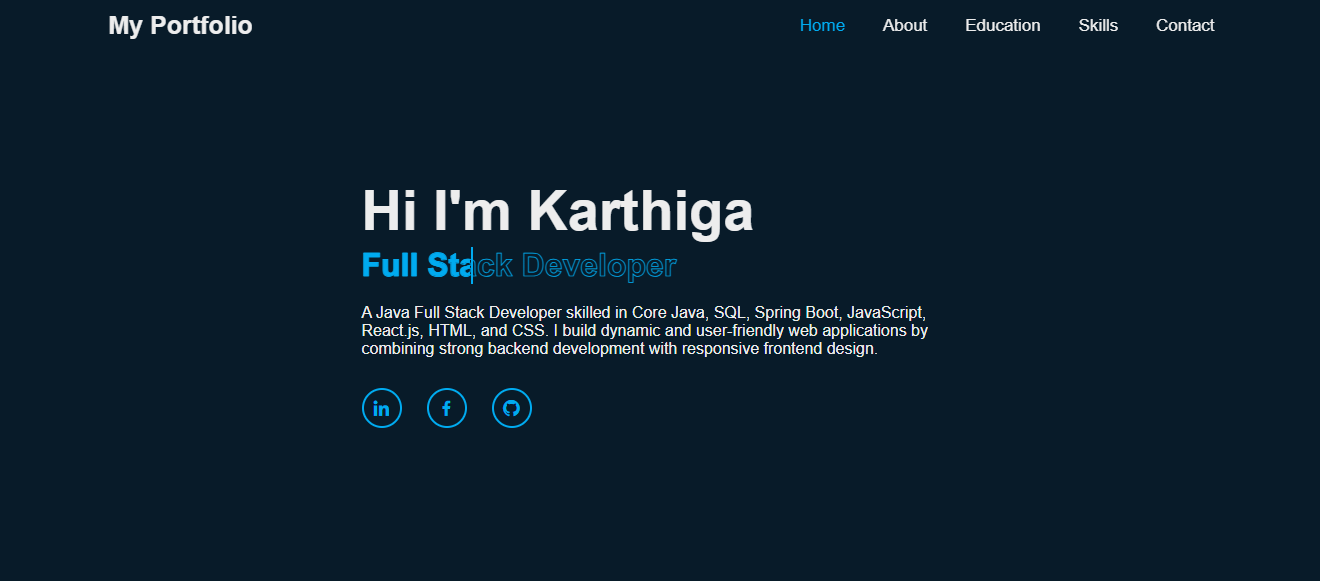 My Portfolio
Home About Education Skills Contact
Hi I'm Karthiga
Full Stack Developer
A Java Full Stack Developer skilled in Core Java, SQL, Spring Boot, JavaScript,
React.js, HTML, and CSS. I build dynamic and user-friendly web applications by
combining strong backend development with responsive frontend design.
in f